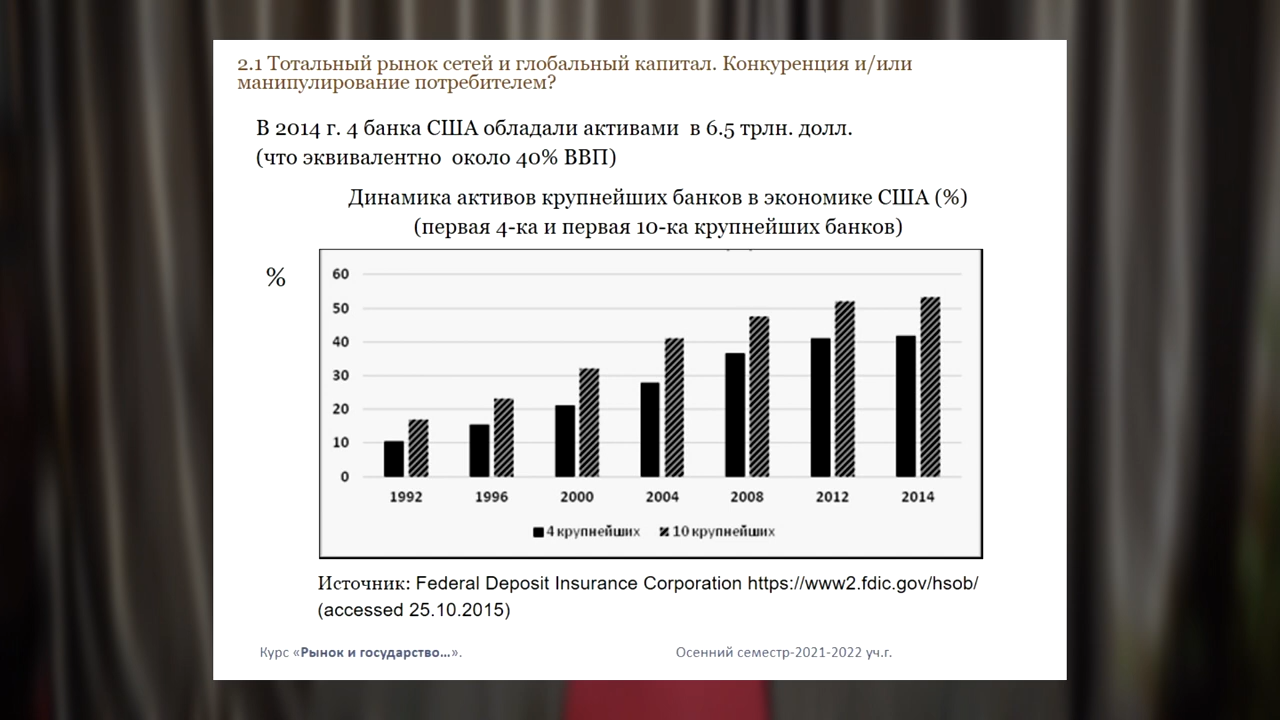 2.1 Тотальный рынок сетей и глобальный капитал. Конкуренция и/или
манипулирование потребителем?
В 2014 г. 4 банка США обладали активами в 6.5 трлн. долл.
(что эквивалентно около 40% ВВП)
Динамика активов крупнейших банков в экономике США (%)
(первая 4-ка и первая 10-ка крупнейших банков)
%
60
50
40
30
20
10
0
1992 1996 2000 2004 2008 2012 2014
4 крупнейших 10 крупнейших
Источник: Federal Deposit Insurance Corporation https://www2.fdic.gov/hsob/
(accessed 25.10.2015)
Курс «Рынок и государство…». Осенний семестр-2021-2022 уч.г.